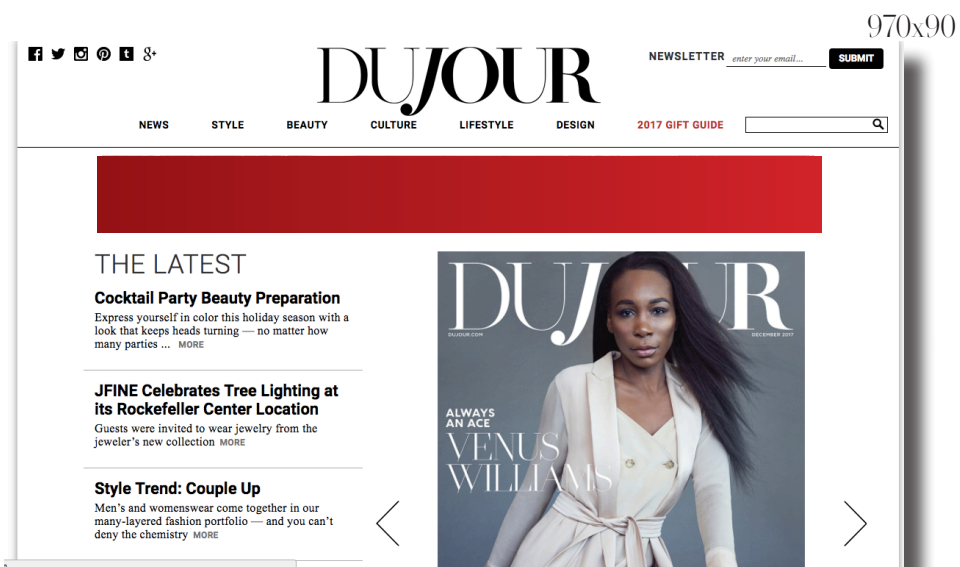 970x90
DUJOUR
NEWSLETTER enter your email... SUBMIT
NEWS STYLE BEAUTY CULTURE LIFESTYLE DESIGN 2017 GIFT GUIDE
THE LATEST
Cocktail Party Beauty Preparation
Express yourself in color this holiday season with a
look that keeps heads turning — no matter how
many parties ... MORE
JFINE Celebrates Tree Lighting at
its Rockefeller Center Location
Guests were invited to wear jewelry from the
jeweler's new collection MORE
Style Trend: Couple Up
Men's and womenswear come together in our
many-layered fashion portfolio — and you can't
deny the chemistry MORE
DUJOUR
DUJOUR.COM DECEMBER 2017
ALWAYS
AN ACE
VENUS
WILLIAMS